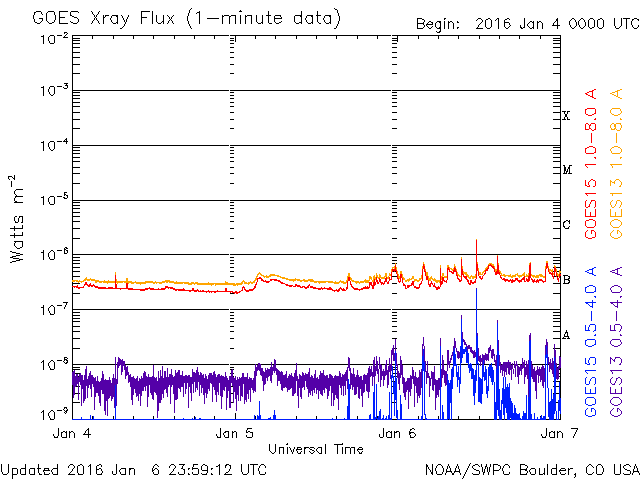 GOES Xray Flux (1-minute data)
Begin: 2016 Jan 4 0000 UTC
10⁻²
10⁻³
10⁻⁴
10⁻⁵
10⁻⁶
10⁻⁷
10⁻⁸
10⁻⁹
Watts m⁻²
X
M
C
B
A
GOES15 1.0-8.0 A
GOES13 1.0-8.0 A
GOES15 0.5-4.0 A
GOES13 0.5-4.0 A
Jan 4
Jan 5
Jan 6
Jan 7
Universal Time
Updated 2016 Jan 6 23:59:12 UTC
NOAA/SWPC Boulder, CO USA